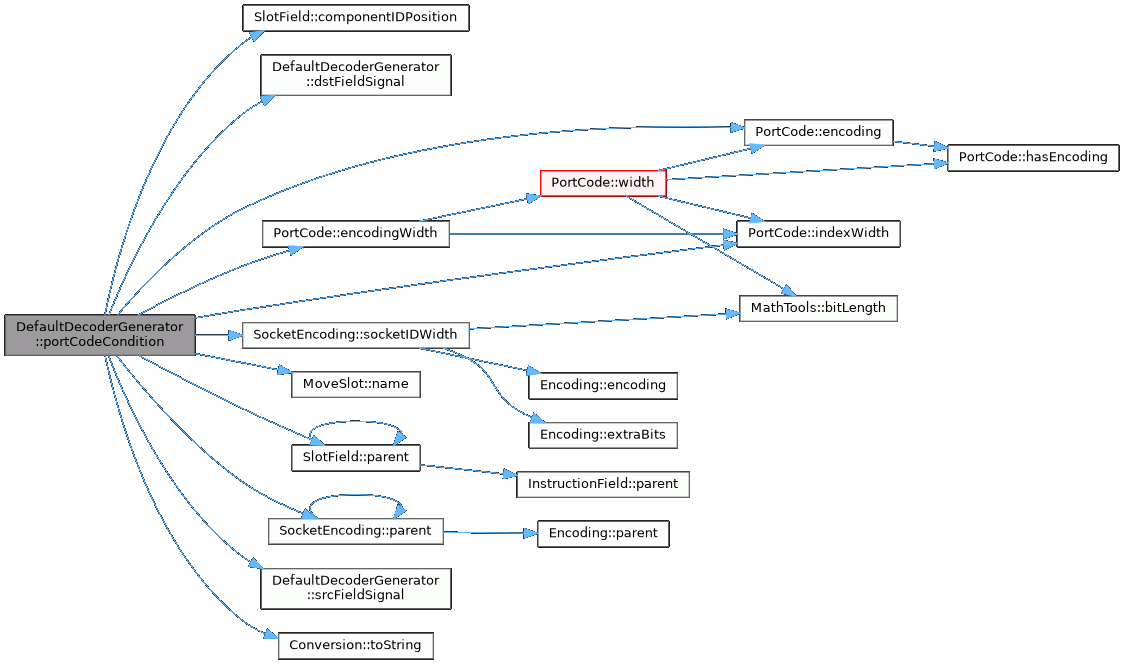 SlotField::componentIDPosition
DefaultDecoderGenerator
::dstFieldSignal
PortCode::encoding
PortCode::hasEncoding
PortCode::width
PortCode::encodingWidth
PortCode::indexWidth
MathTools::bitLength
DefaultDecoderGenerator
::portCodeCondition
SocketEncoding::socketIDWidth
MoveSlot::name
Encoding::encoding
Encoding::extraBits
SlotField::parent
InstructionField::parent
SocketEncoding::parent
Encoding::parent
DefaultDecoderGenerator
::srcFieldSignal
Conversion::toString